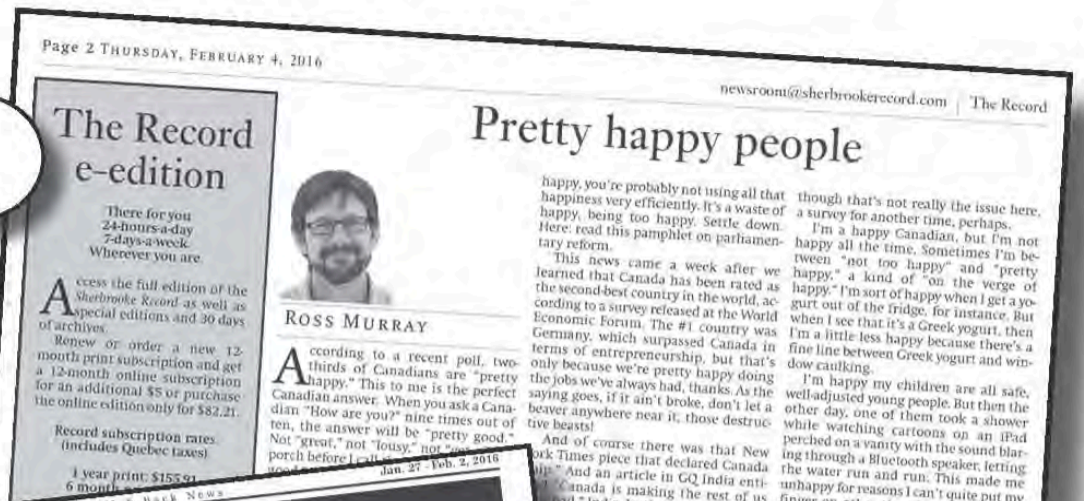 Page 2 THURSDAY, FEBRUARY 4, 2016
newsroom@sherbrookerecord.com | The Record
The Record
e-edition
There for you
24-hours-a-day
7-days-a-week.
Wherever you are.
Access the full edition of the
Sherbrooke Record as well as
special editions and 30 days
of archives.
Renew or order a new 12-
month print subscription and get
a 12-month online subscription
for an additional $5 or purchase
the online edition only for $82.21.
Record subscription rates
(includes Quebec taxes)
1 year print: $155.91
6 month
Pretty happy people
ROSS MURRAY
According to a recent poll, two-
thirds of Canadians are "pretty
happy." This to me is the perfect
Canadian answer. When you ask a Cana-
dian "How are you?" nine times out of
ten, the answer will be "pretty good."
Not "great," not "lousy," not
porch before I call
happy, you're probably not using all that
happiness very efficiently. It's a waste of
happy, being too happy. Settle down.
Here: read this pamphlet on parliamen-
tary reform.
This news came a week after we
learned that Canada has been rated as
the second-best country in the world, ac-
cording to a survey released at the World
Economic Forum. The #1 country was
Germany, which surpassed Canada in
terms of entrepreneurship, but that's
only because we're pretty happy doing
the jobs we've always had, thanks. As the
saying goes, if it ain't broke, don't let a
beaver anywhere near it, those destruc-
tive beasts!
And of course there was that New
York Times piece that declared Canada
And an article in GQ India enti-
"Canada is making the rest of us
though that's not really the issue here,
a survey for another time, perhaps.
I'm a happy Canadian, but I'm not
happy all the time. Sometimes I'm be-
tween "not too happy" and "pretty
happy," a kind of "on the verge of
happy." I'm sort of happy when I get a yo-
gurt out of the fridge, for instance. But
when I see that it's a Greek yogurt, then
I'm a little less happy because there's a
fine line between Greek yogurt and win-
dow caulking.
I'm happy my children are all safe,
well-adjusted young people. But then the
other day, one of them took a shower
while watching cartoons on an iPad
perched on a vanity with the sound blar-
ing through a Bluetooth speaker, letting
the water run and run. This made me
unhappy for reasons I can't quite put my
Jan. 27 - Feb. 2, 2016
News